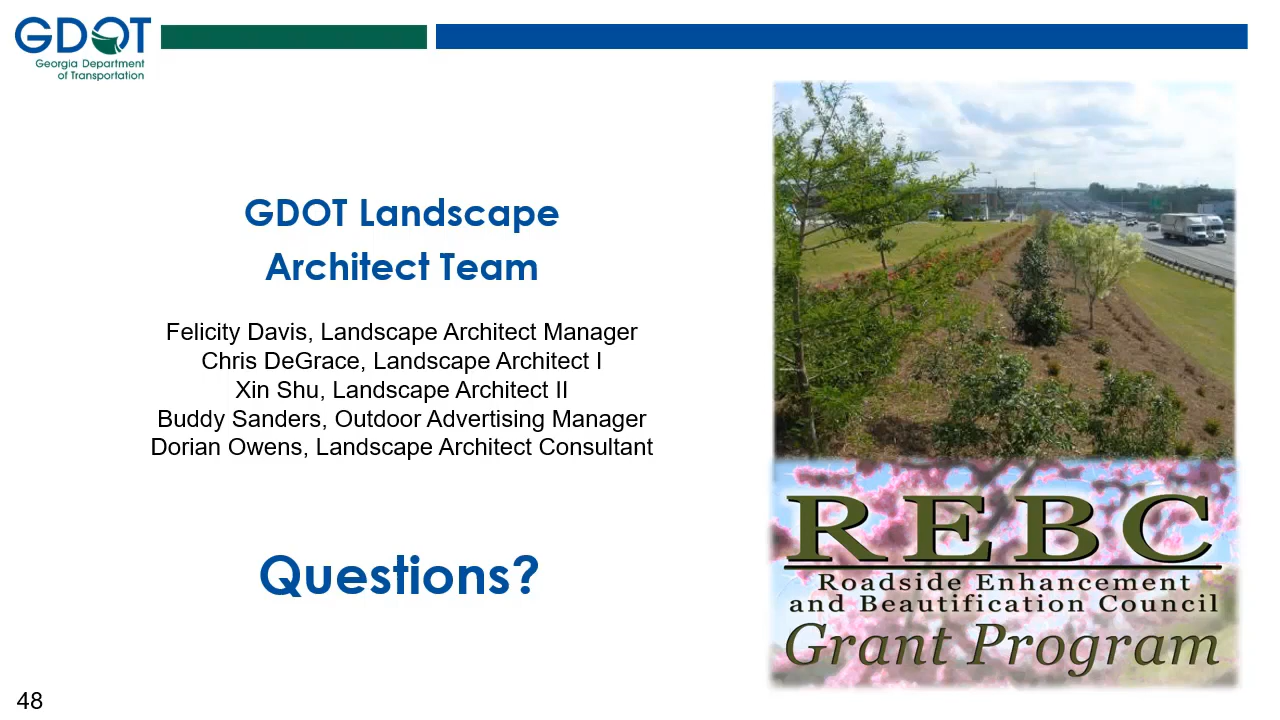 GDOT
Georgia Department
of Transportation
GDOT Landscape
Architect Team
Felicity Davis, Landscape Architect Manager
Chris DeGrace, Landscape Architect I
Xin Shu, Landscape Architect II
Buddy Sanders, Outdoor Advertising Manager
Dorian Owens, Landscape Architect Consultant
Questions?
REBC
Roadside Enhancement
and Beautification Council
Grant Program
48